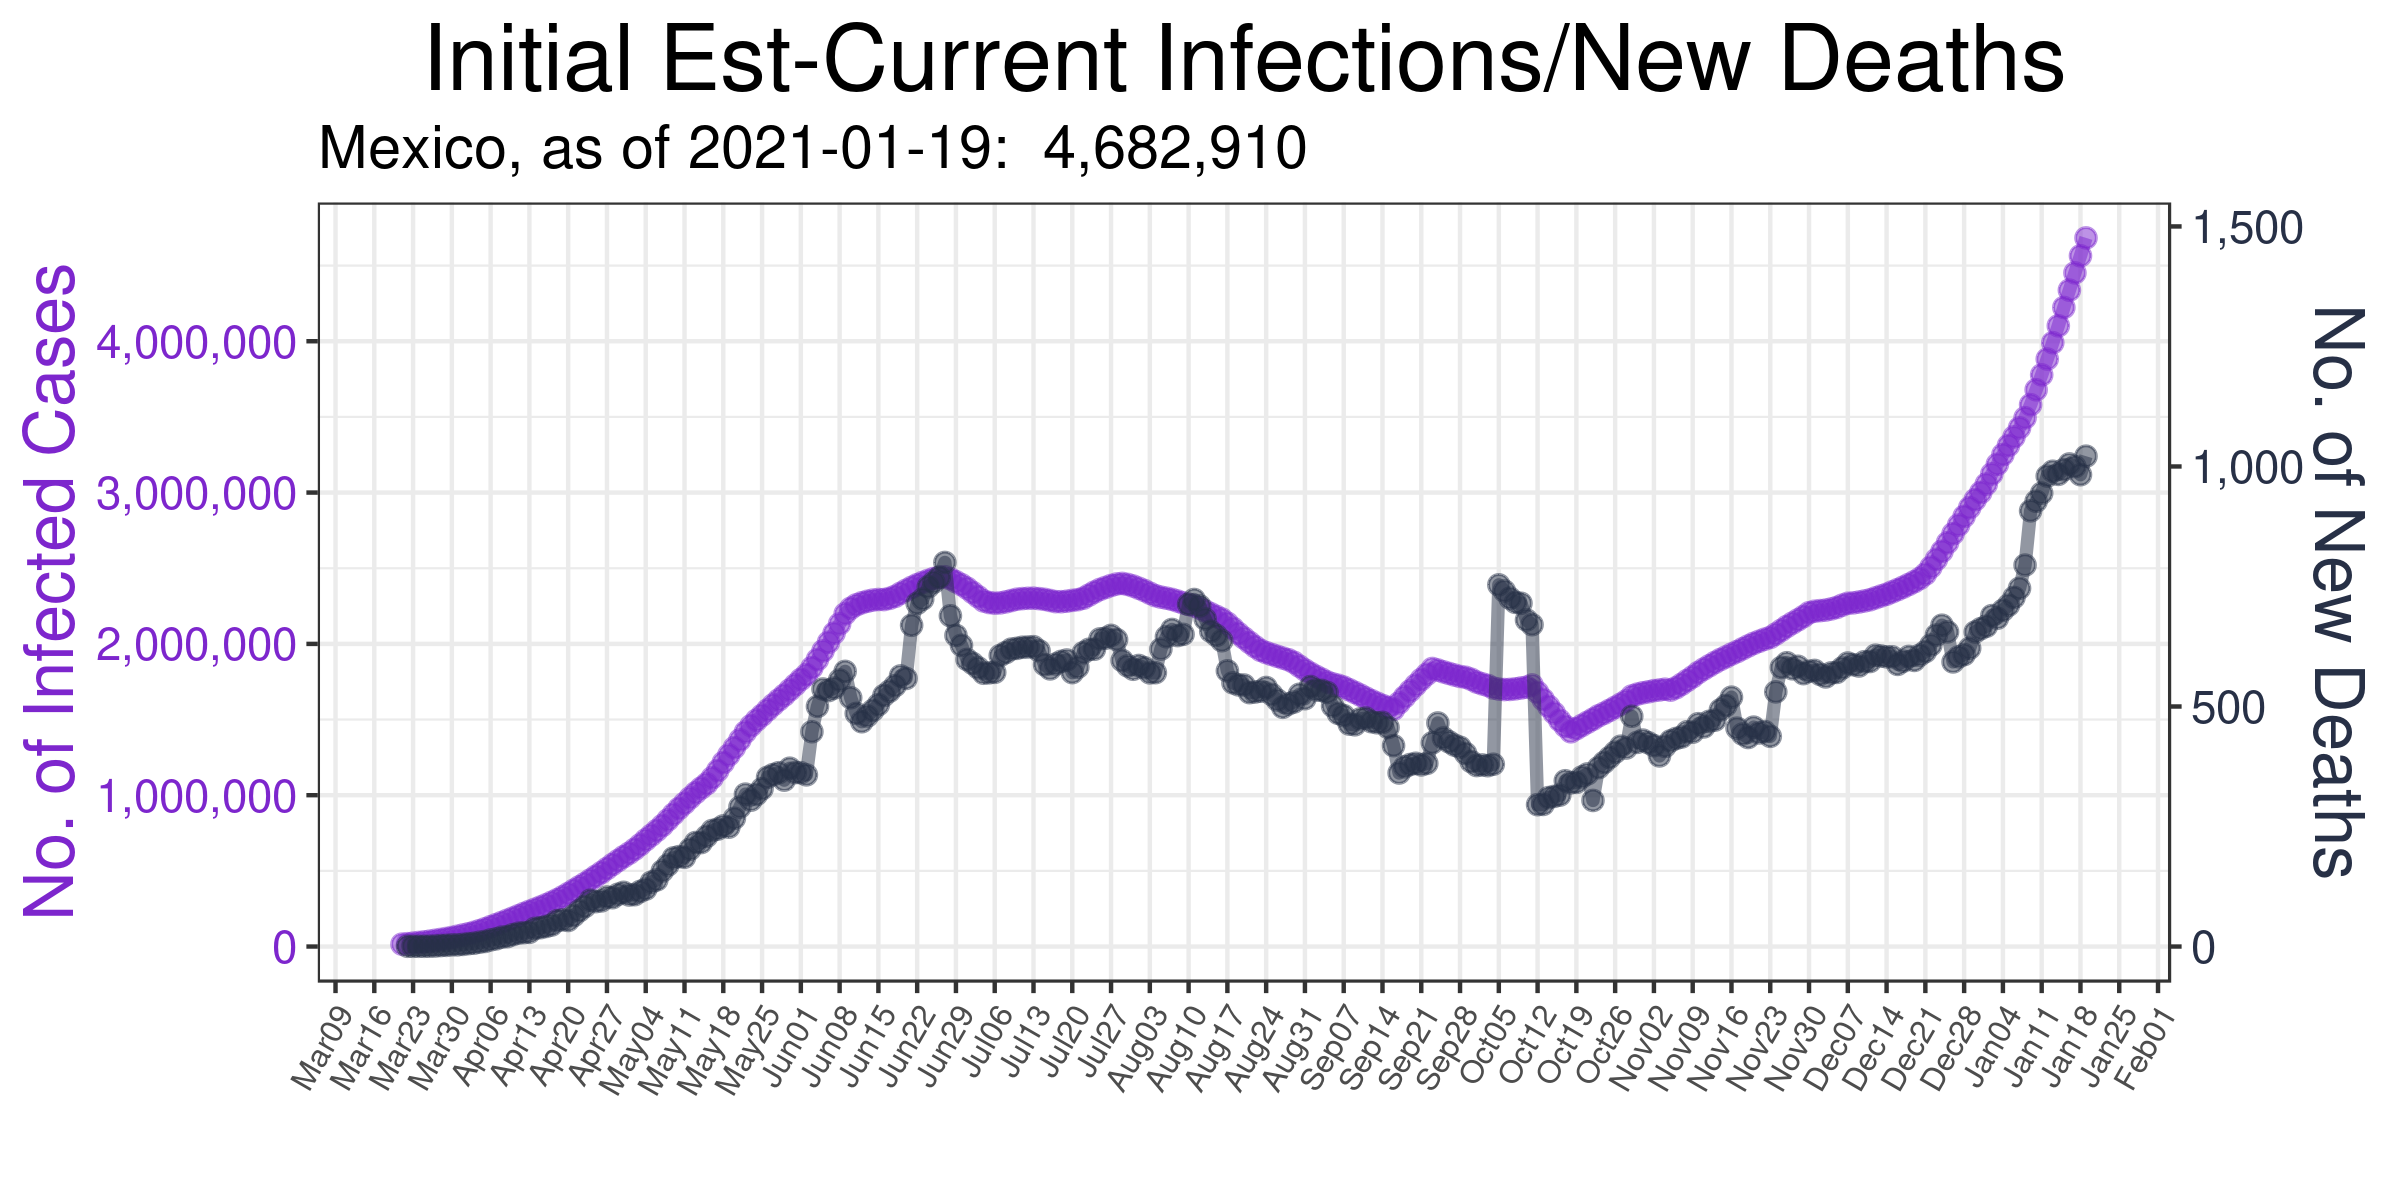 Initial Est-Current Infections/New Deaths
Mexico, as of 2021-01-19:  4,682,910
No. of Infected Cases
4,000,000
3,000,000
2,000,000
1,000,000
0
1,500
1,000
500
0
No. of New Deaths
Mar09
Mar16
Mar23
Mar30
Apr06
Apr13
Apr20
Apr27
May04
May11
May18
May25
Jun01
Jun08
Jun15
Jun22
Jun29
Jul06
Jul13
Jul20
Jul27
Aug03
Aug10
Aug17
Aug24
Aug31
Sep07
Sep14
Sep21
Sep28
Oct05
Oct12
Oct19
Oct26
Nov02
Nov09
Nov16
Nov23
Nov30
Dec07
Dec14
Dec21
Dec28
Jan04
Jan11
Jan18
Jan25
Feb01